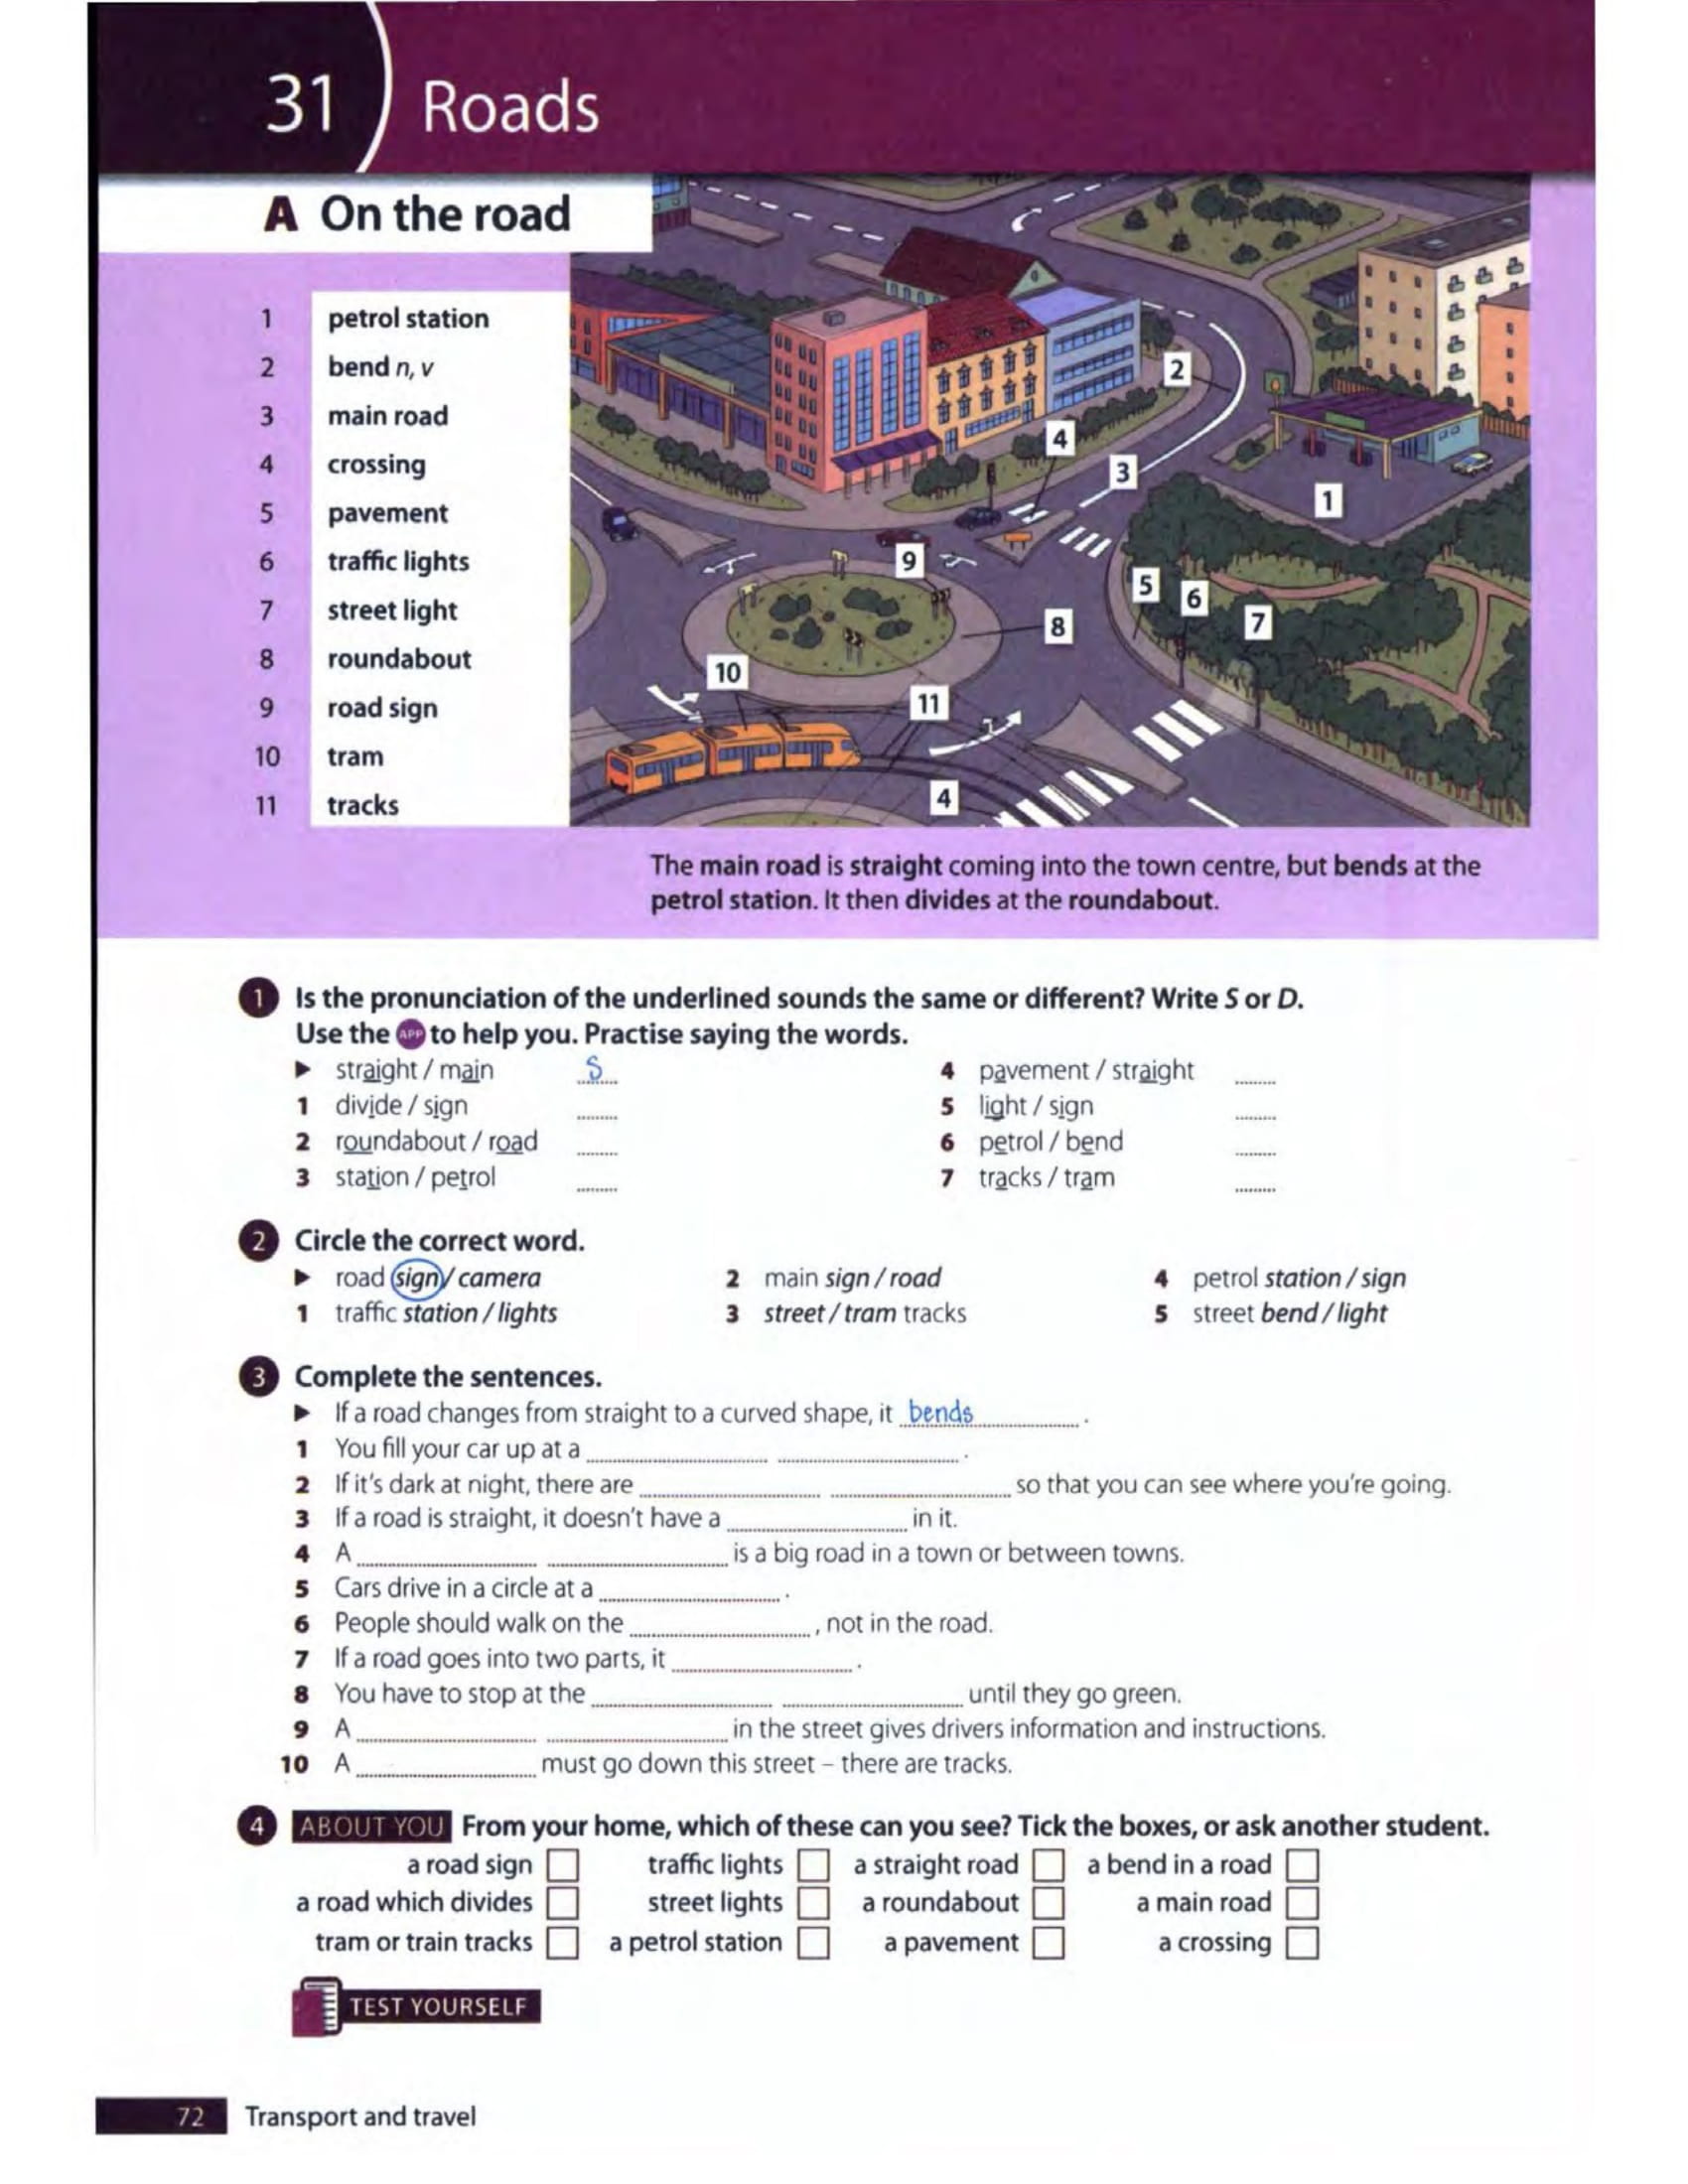 31 Roads
A On the road
1 petrol station
2 bend n, v
3 main road
4 crossing
5 pavement
6 traffic lights
7 street light
8 roundabout
9 road sign
10 tram
11 tracks
2
4
3
1
9
5
6
7
8
10
11
4
The main road is straight coming into the town centre, but bends at the
petrol station. It then divides at the roundabout.
1 Is the pronunciation of the underlined sounds the same or different? Write S or D.
Use the APP to help you. Practise saying the words.
► straight / main S
1 divide / sign ........
2 roundabout / road ........
3 station / petrol ........
4 pavement / straight ........
5 light / sign ........
6 petrol / bend ........
7 tracks / tram ........
2 Circle the correct word.
► road sign / camera
1 traffic station / lights
2 main sign / road
3 street / tram tracks
4 petrol station / sign
5 street bend / light
3 Complete the sentences.
► If a road changes from straight to a curved shape, it bends .
1 You fill your car up at a ........ ........ .
2 If it's dark at night, there are ........ ........ so that you can see where you're going.
3 If a road is straight, it doesn't have a ........ in it.
4 A ........ ........ is a big road in a town or between towns.
5 Cars drive in a circle at a ........ .
6 People should walk on the ........ , not in the road.
7 If a road goes into two parts, it ........ .
8 You have to stop at the ........ ........ until they go green.
9 A ........ ........ in the street gives drivers information and instructions.
10 A ........ must go down this street – there are tracks.
4 ABOUT YOU From your home, which of these can you see? Tick the boxes, or ask another student.
a road sign □ traffic lights □ a straight road □ a bend in a road □
a road which divides □ street lights □ a roundabout □ a main road □
tram or train tracks □ a petrol station □ a pavement □ a crossing □
TEST YOURSELF
72 Transport and travel